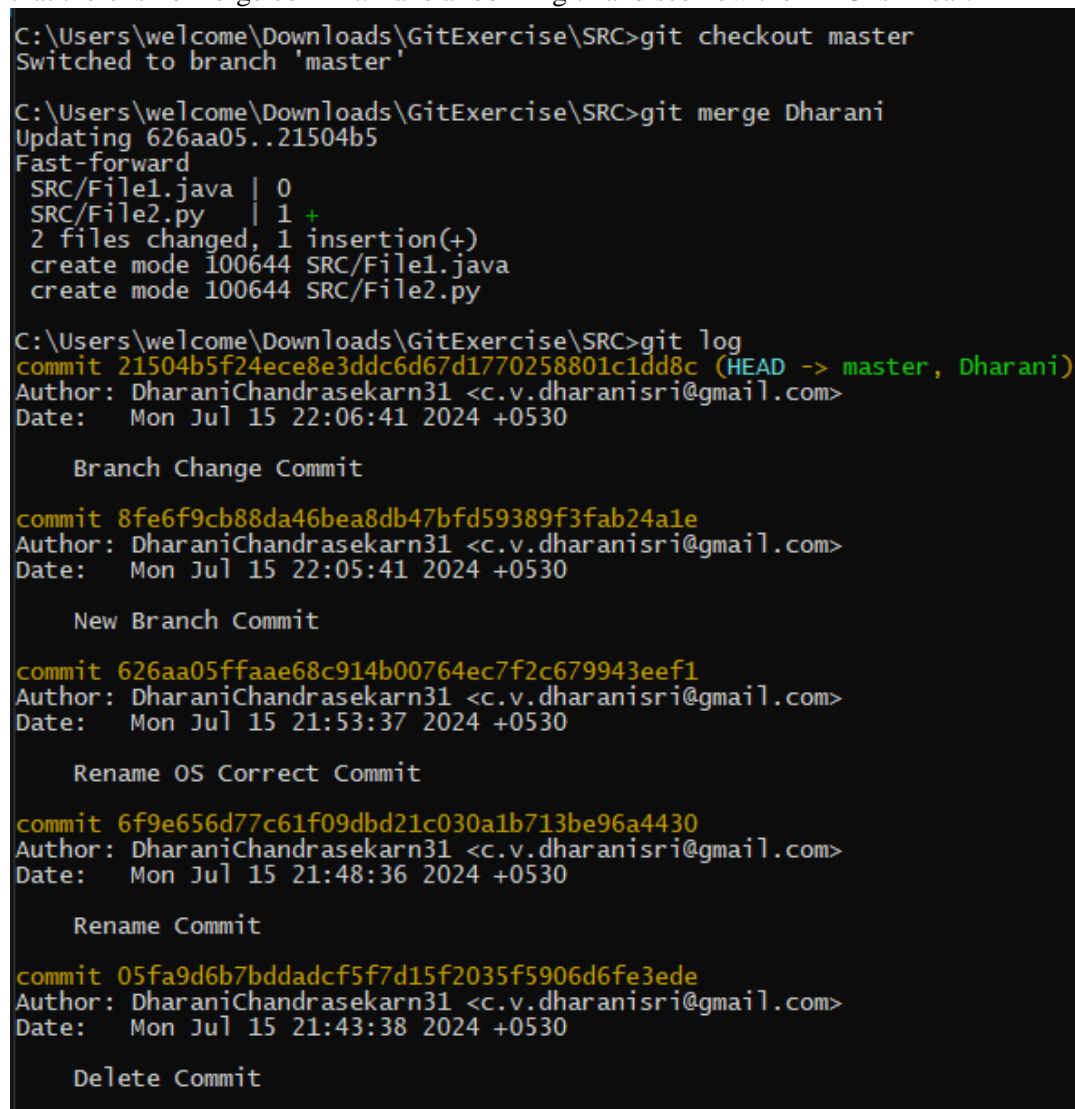 C:\Users\welcome\Downloads\GitExercise\SRC>git checkout master
Switched to branch 'master'
C:\Users\welcome\Downloads\GitExercise\SRC>git merge Dharani
Updating 626aa05..21504b5
Fast-forward
 SRC/File1.java | 0
 SRC/File2.py   | 1 +
 2 files changed, 1 insertion(+)
 create mode 100644 SRC/File1.java
 create mode 100644 SRC/File2.py
C:\Users\welcome\Downloads\GitExercise\SRC>git log
commit 21504b5f24ece8e3ddc6d67d1770258801c1dd8c (HEAD -> master, Dharani)
Author: DharaniChandrasekarn31 <c.v.dharanisri@gmail.com>
Date:   Mon Jul 15 22:06:41 2024 +0530
    Branch Change Commit
commit 8fe6f9cb88da46bea8db47bfd59389f3fab24a1e
Author: DharaniChandrasekarn31 <c.v.dharanisri@gmail.com>
Date:   Mon Jul 15 22:05:41 2024 +0530
    New Branch Commit
commit 626aa05ffaae68c914b00764ec7f2c679943eef1
Author: DharaniChandrasekarn31 <c.v.dharanisri@gmail.com>
Date:   Mon Jul 15 21:53:37 2024 +0530
    Rename OS Correct Commit
commit 6f9e656d77c61f09dbd21c030a1b713be96a4430
Author: DharaniChandrasekarn31 <c.v.dharanisri@gmail.com>
Date:   Mon Jul 15 21:48:36 2024 +0530
    Rename Commit
commit 05fa9d6b7bddadcf5f7d15f2035f5906d6fe3ede
Author: DharaniChandrasekarn31 <c.v.dharanisri@gmail.com>
Date:   Mon Jul 15 21:43:38 2024 +0530
    Delete Commit